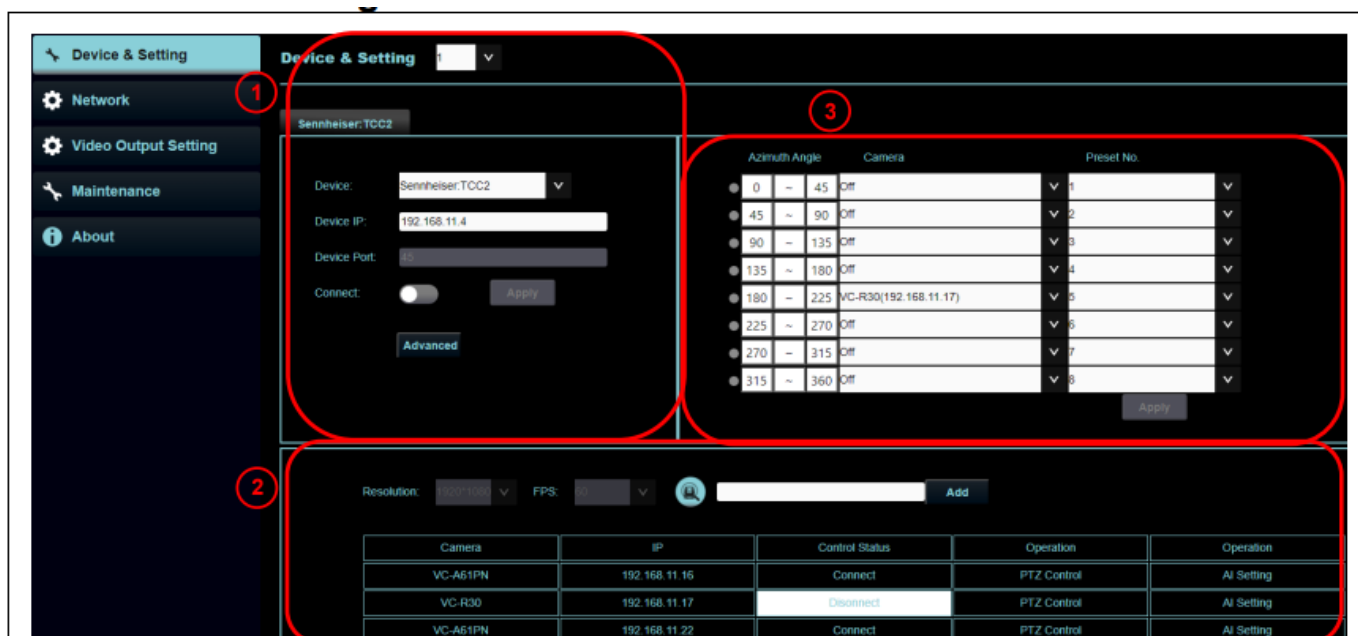 Device & Setting
Network
Video Output Setting
Maintenance
About
Device & Setting 1
1
Sennheiser:TCC2
Device: Sennheiser:TCC2
Device IP: 192.168.11.4
Device Port: 45
Connect: Apply
Advanced
3
Azimuth Angle Camera Preset No.
0 ~ 45 Off 1
45 ~ 90 Off 2
90 ~ 135 Off 3
135 ~ 180 Off 4
180 ~ 225 VC-R30(192.168.11.17) 5
225 ~ 270 Off 6
270 ~ 315 Off 7
315 ~ 360 Off 8
Apply
2
Resolution: 1920*1080 FPS: 60 Add
Camera IP Control Status Operation Operation
VC-A61PN 192.168.11.16 Connect PTZ Control AI Setting
VC-R30 192.168.11.17 Disonnect PTZ Control AI Setting
VC-A61PN 192.168.11.22 Connect PTZ Control AI Setting